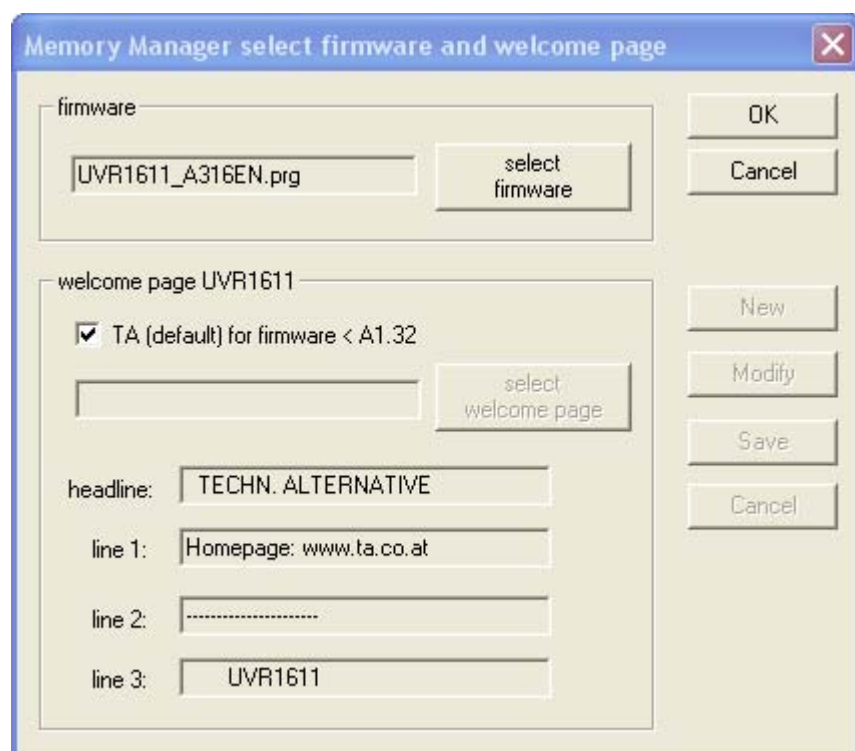 Memory Manager select firmware and welcome page
firmware
UVR1611_A316EN.prg
select
firmware
OK
Cancel
welcome page UVR1611
TA (default) for firmware < A1.32
select
welcome page
New
Modify
Save
Cancel
headline: TECHN. ALTERNATIVE
line 1: Homepage: www.ta.co.at
line 2: ---------------------
line 3: UVR1611